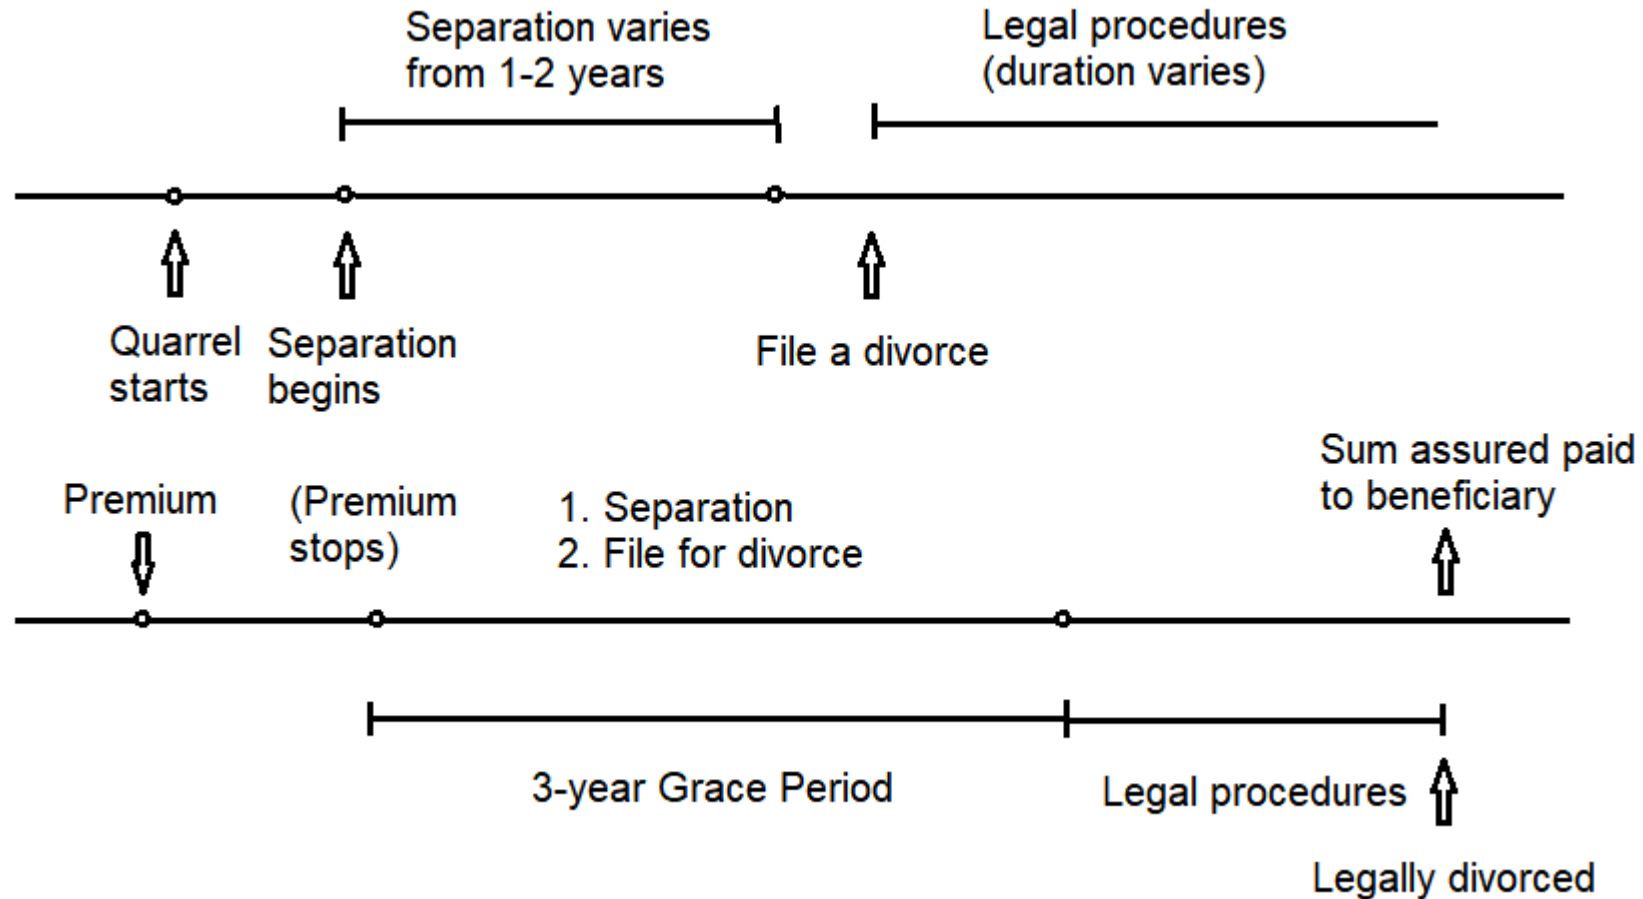 Separation varies
from 1-2 years
Legal procedures
(duration varies)
Quarrel
starts
Separation
begins
File a divorce
Premium
(Premium
stops)
1. Separation
2. File for divorce
Sum assured paid
to beneficiary
3-year Grace Period
Legal procedures
Legally divorced